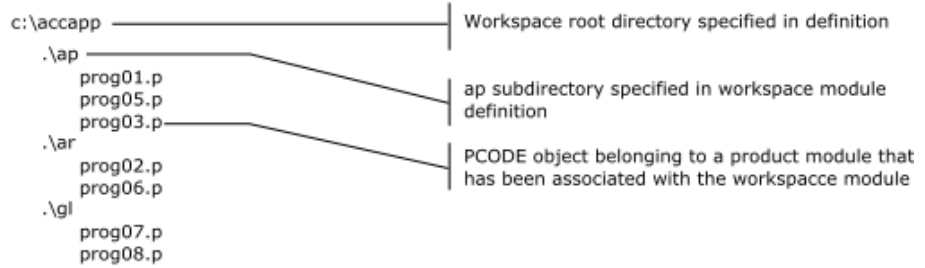 c:\accapp
Workspace root directory specified in definition
.\ap
prog01.p
ap subdirectory specified in workspace module
prog05.p
definition
prog03.p
.\ar
PCODE object belonging to a product module that
prog02.p
has been associated with the workspacce module
prog06.p
.\gl
prog07.p
prog08.p